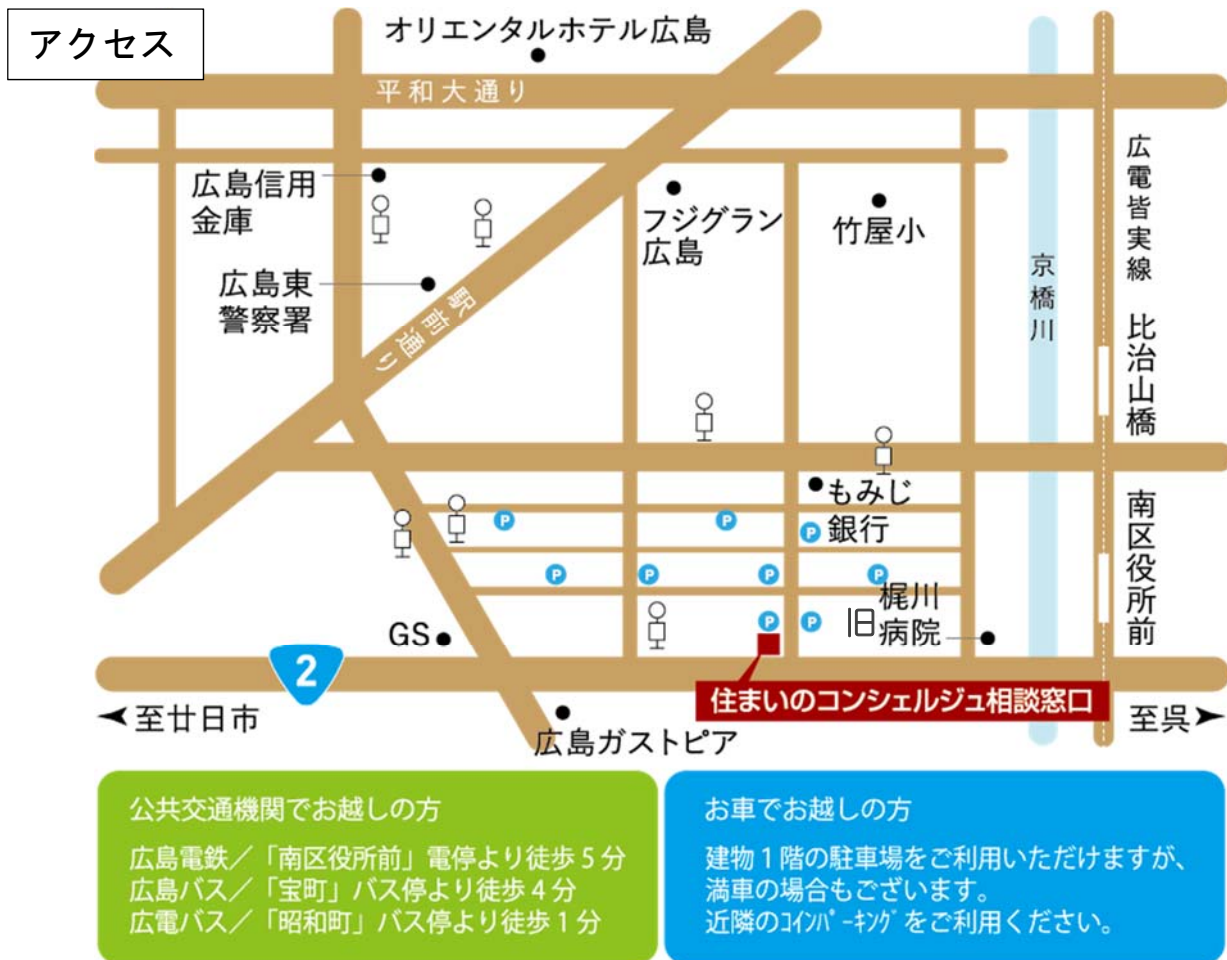 アクセス
オリエンタルホテル広島
平和大通り
広島信用
金庫
フジグラン
広島
竹屋小
広電皆実線
京橋川
広島東
警察署
駅前通り
比治山橋
もみじ
銀行
P
P
P
P
P
P
P
P
P
南区役所前
旧
梶川
病院
GS
2
住まいのコンシェルジュ相談窓口
至廿日市
至呉
広島ガストピア
公共交通機関でお越しの方
広島電鉄／「南区役所前」電停より徒歩5分
広島バス／「宝町」バス停より徒歩4分
広電バス／「昭和町」バス停より徒歩1分
お車でお越しの方
建物1階の駐車場をご利用いただけますが、
満車の場合もございます。
近隣のｺｲﾝﾊﾟｰｷﾝｸﾞをご利用ください。